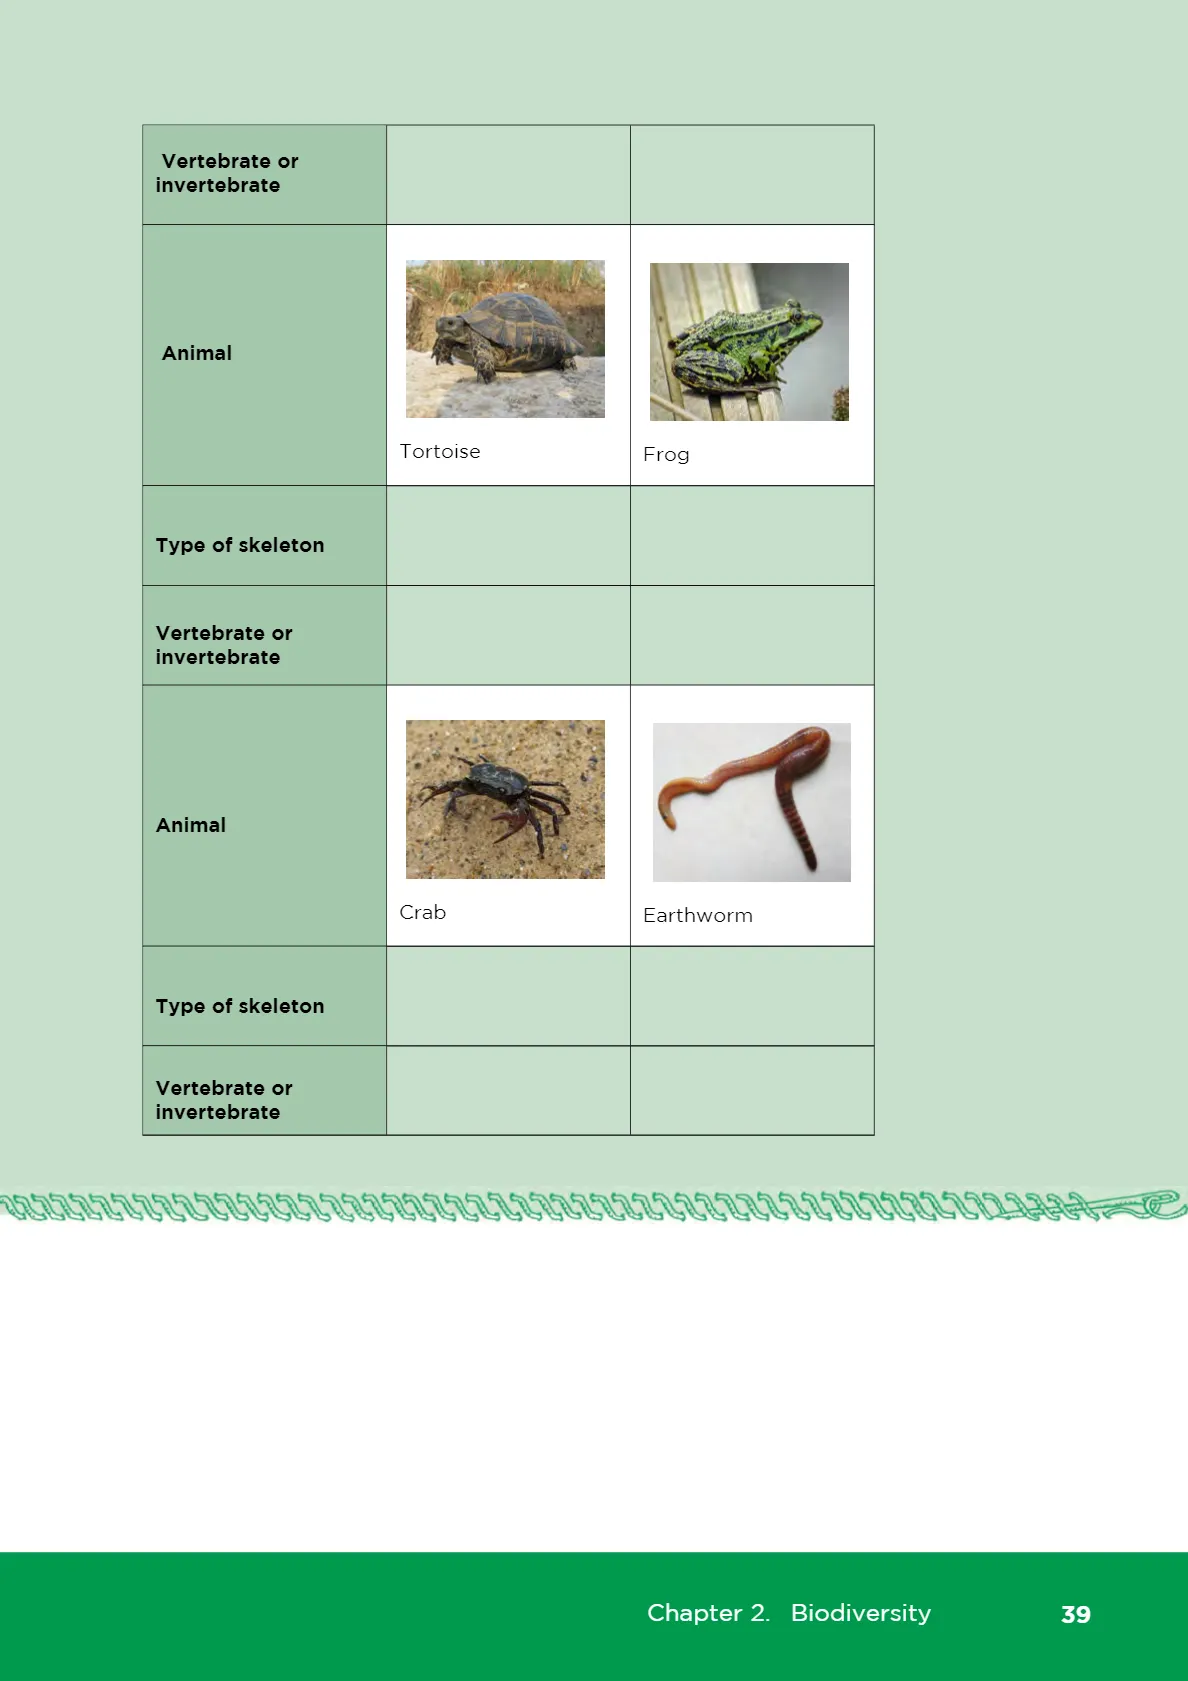 Vertebrate or
invertebrate
Animal
Tortoise
Frog
Type of skeleton
Vertebrate or
invertebrate
Animal
Crab
Earthworm
Type of skeleton
Vertebrate or
invertebrate
Chapter 2. Biodiversity 39